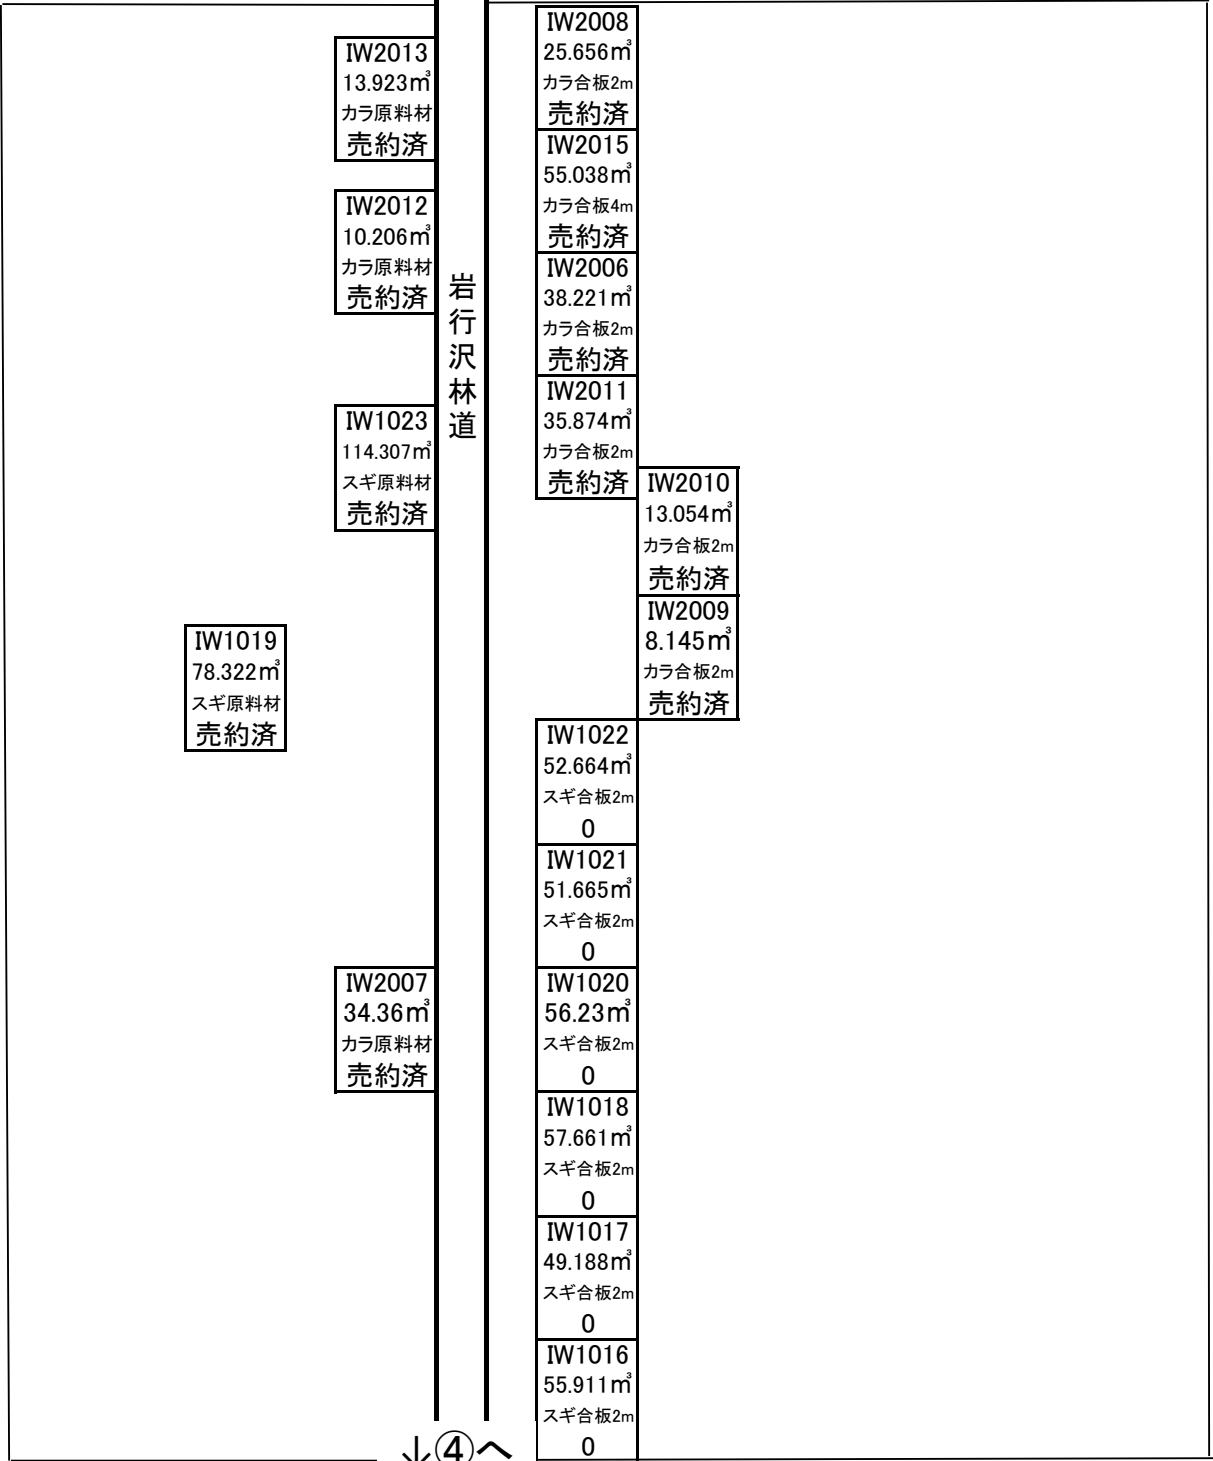 IW2013
13.923㎥
カラ原料材
売約済
IW2012
10.206㎥
カラ原料材
売約済
IW1023
114.307㎥
スギ原料材
売約済
IW1019
78.322㎥
スギ原料材
売約済
IW2007
34.36㎥
カラ原料材
売約済
岩行沢林道
IW2008
25.656㎥
カラ合板2m
売約済
IW2015
55.038㎥
カラ合板4m
売約済
IW2006
38.221㎥
カラ合板2m
売約済
IW2011
35.874㎥
カラ合板2m
売約済
IW2010
13.054㎥
カラ合板2m
売約済
IW2009
8.145㎥
カラ合板2m
売約済
IW1022
52.664㎥
スギ合板2m
0
IW1021
51.665㎥
スギ合板2m
0
IW1020
56.23㎥
スギ合板2m
0
IW1018
57.661㎥
スギ合板2m
0
IW1017
49.188㎥
スギ合板2m
0
IW1016
55.911㎥
スギ合板2m
0
↓④へ